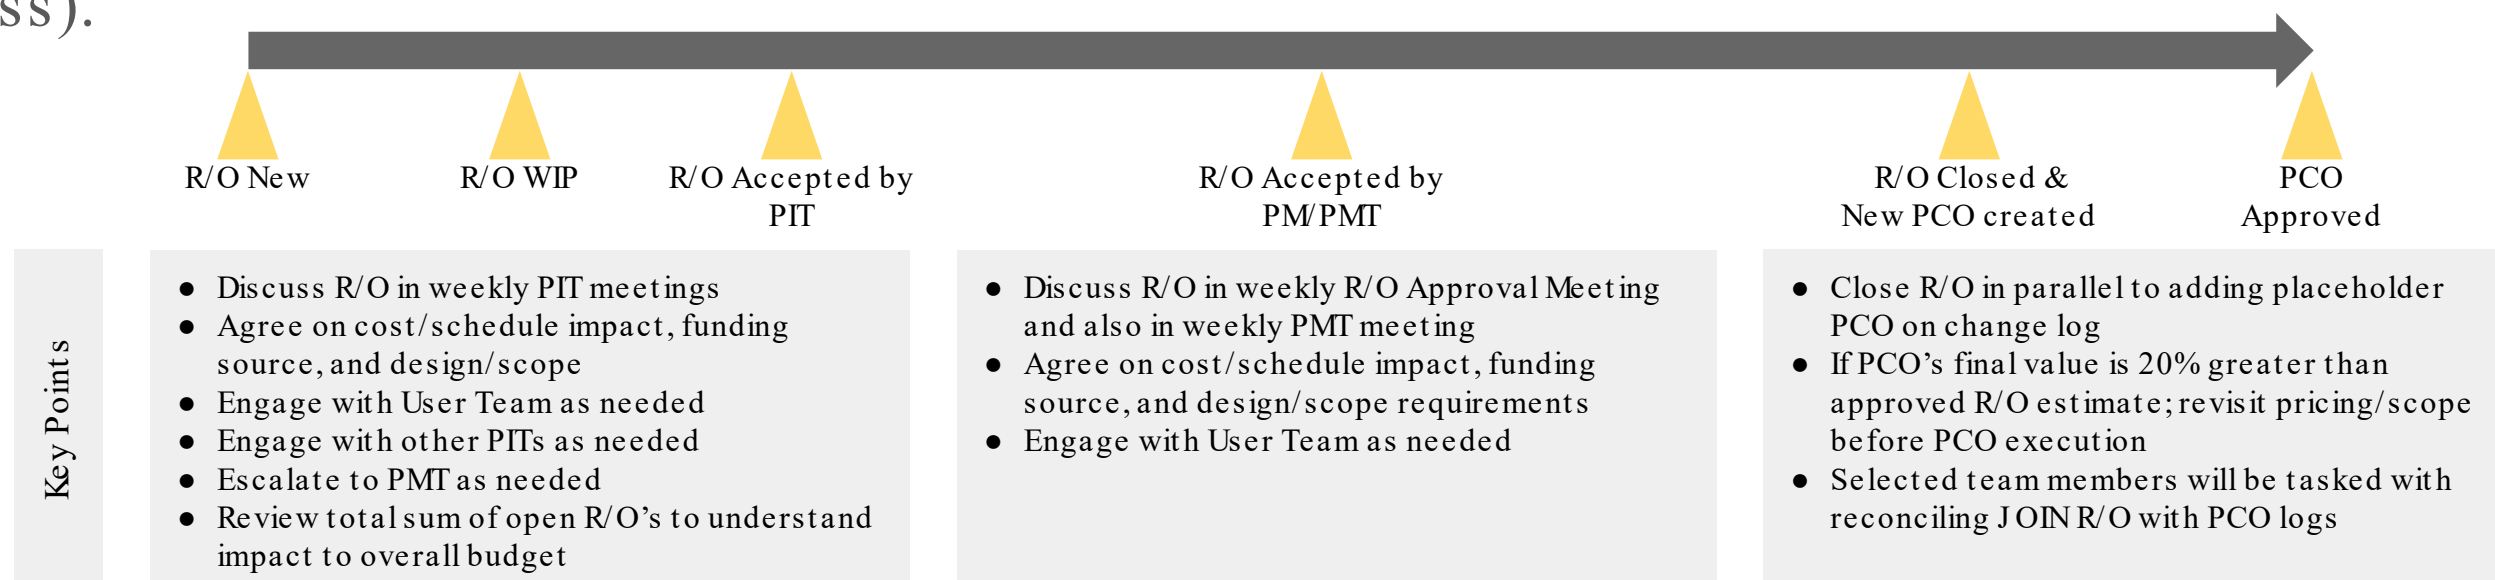 ss).
R/O New
R/O WIP
R/O Accepted by
PIT
R/O Accepted by
PM/PMT
R/O Closed &
New PCO created
PCO
Approved
Key Points
● Discuss R/O in weekly PIT meetings
● Agree on cost/schedule impact, funding
source, and design/scope
● Engage with User Team as needed
● Engage with other PITs as needed
● Escalate to PMT as needed
● Review total sum of open R/O’s to understand
impact to overall budget
● Discuss R/O in weekly R/O Approval Meeting
and also in weekly PMT meeting
● Agree on cost/schedule impact, funding
source, and design/scope requirements
● Engage with User Team as needed
● Close R/O in parallel to adding placeholder
PCO on change log
● If PCO’s final value is 20% greater than
approved R/O estimate; revisit pricing/scope
before PCO execution
● Selected team members will be tasked with
reconciling JOIN R/O with PCO logs